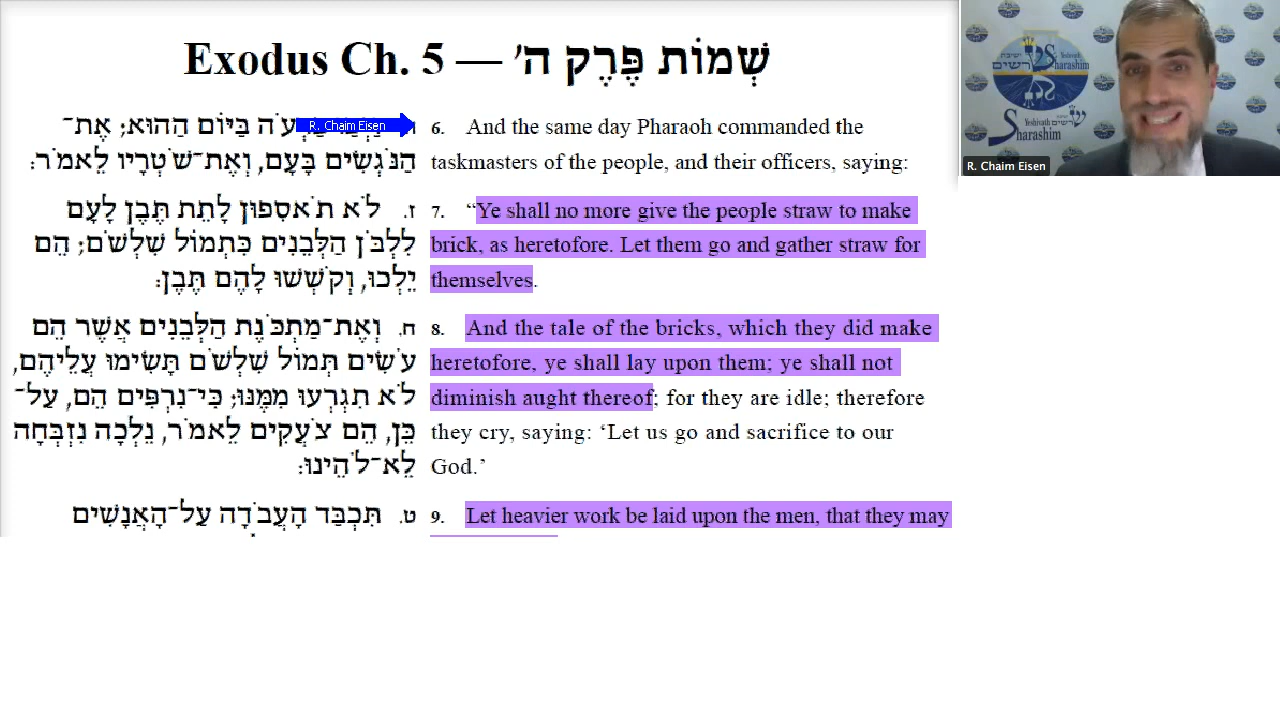 Exodus Ch. 5 — שְׁמוֹת פֶּרֶק ה׳
בַּיּוֹם הַהוּא; אֶת־
הַנֹּגְשִׂים בָּעָם, וְאֶת־שֹׁטְרָיו לֵאמֹר:
ז. לֹא תֹאסִפוּן לָתֵת תֶּבֶן לָעָם
לִלְבֹּן הַלְּבֵנִים כִּתְמוֹל שִׁלְשֹׁם; הֵם
יֵלְכוּ, וְקֹשְׁשׁוּ לָהֶם תֶּבֶן:
ח. וְאֶת־מַתְכֹּנֶת הַלְּבֵנִים אֲשֶׁר הֵם
עֹשִׂים תְּמוֹל שִׁלְשֹׁם תָּשִׂימוּ עֲלֵיהֶם,
לֹא תִגְרְעוּ מִמֶּנּוּ; כִּי־נִרְפִּים הֵם, עַל־
כֵּן, הֵם צֹעֲקִים לֵאמֹר, נֵלְכָה נִזְבְּחָה
לֵא־לֹהֵינוּ:
ט. תִּכְבַּד הָעֲבֹדָה עַל־הָאֲנָשִׁים
R. Chaim Eisen
6. And the same day Pharaoh commanded the
taskmasters of the people, and their officers, saying:
7. “Ye shall no more give the people straw to make
brick, as heretofore. Let them go and gather straw for
themselves.
8. And the tale of the bricks, which they did make
heretofore, ye shall lay upon them; ye shall not
diminish aught thereof; for they are idle; therefore
they cry, saying: ‘Let us go and sacrifice to our
God.’
9. Let heavier work be laid upon the men, that they may
ישיבת
שרשים
Yeshivath
Sharashim
R. Chaim Eisen